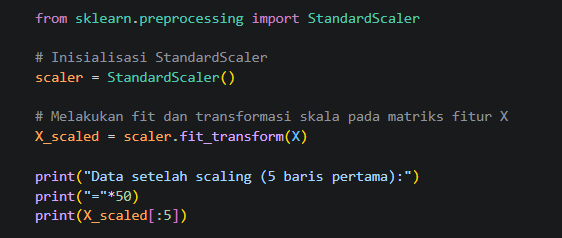 from sklearn.preprocessing import StandardScaler
# Inisialisasi StandardScaler
scaler = StandardScaler()
# Melakukan fit dan transformasi skala pada matriks fitur X
X_scaled = scaler.fit_transform(X)
print("Data setelah scaling (5 baris pertama):")
print("="*50)
print(X_scaled[:5])